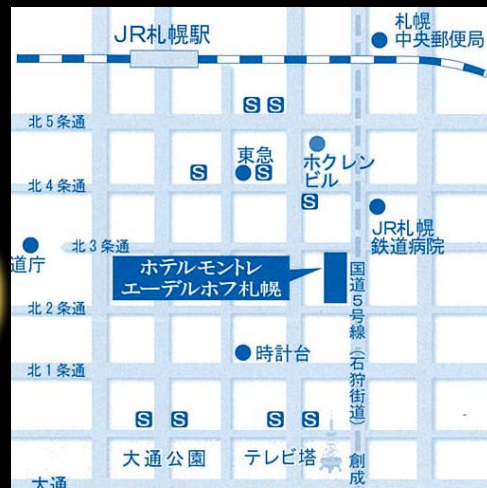 JR札幌駅
札幌
中央郵便局
S S
北5条通
東急
S
S
ホクレン
ビル
北4条通
S
JR札幌
鉄道病院
北3条通
道庁
ホテルモントレ
エーデルホフ札幌
国道5号線(石狩街道)
北2条通
時計台
北1条通
S S S S
大通公園
テレビ塔
創成
大通